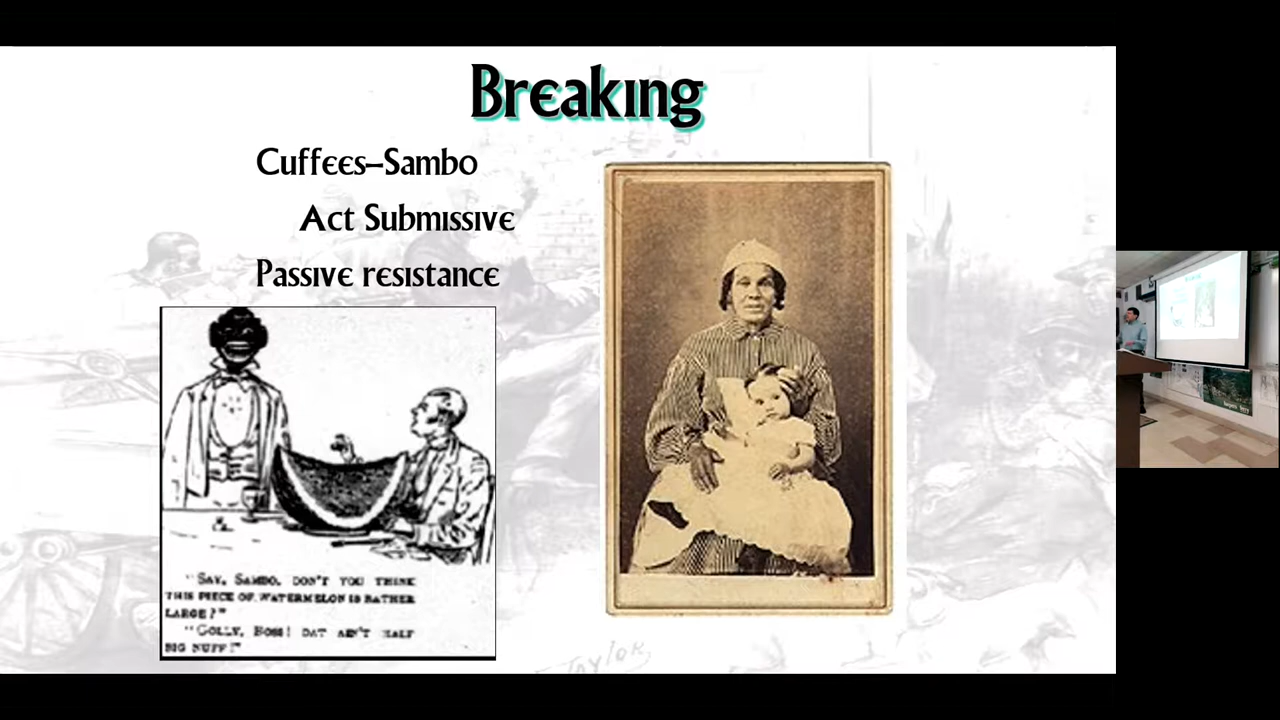 Breaking
Cuffees–Sambo
Act Submissive
Passive resistance
"SAY, SAMBO, DON'T YOU THINK
THIS PIECE OF WATERMELON IS RATHER
LARGE?"
"GOLLY, BOSS! DAT AIN'T HALF
BIG NUFF!"
Taylor